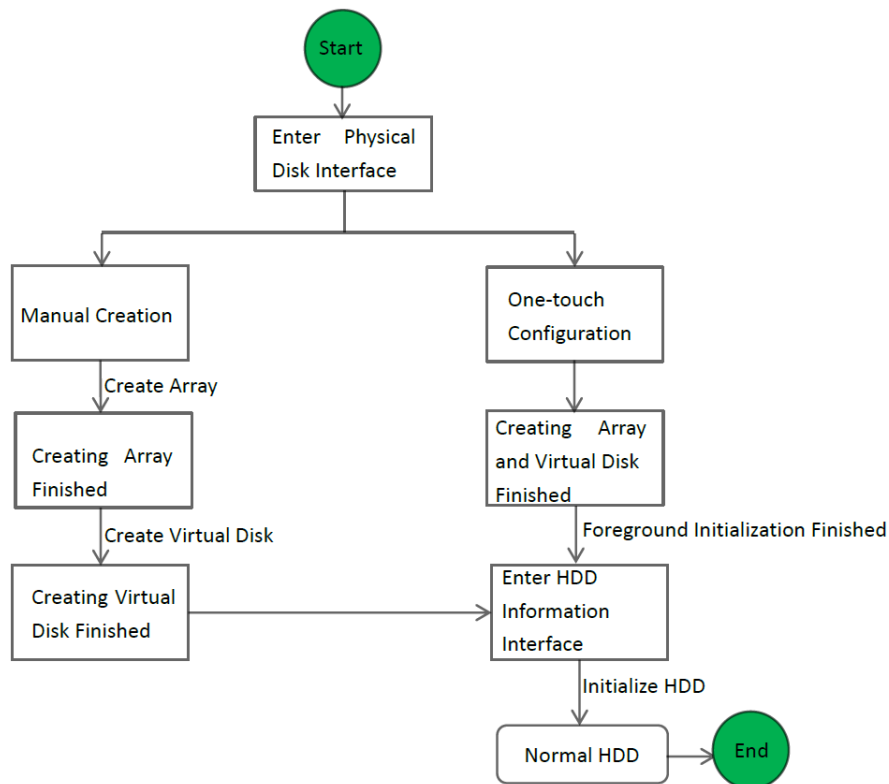 Start
Enter Physical
Disk Interface
Manual Creation
One-touch
Configuration
Create Array
Creating Array
Finished
Creating Array
and Virtual Disk
Finished
Create Virtual Disk
Foreground Initialization Finished
Creating Virtual
Disk Finished
Enter HDD
Information
Interface
Initialize HDD
Normal HDD
End